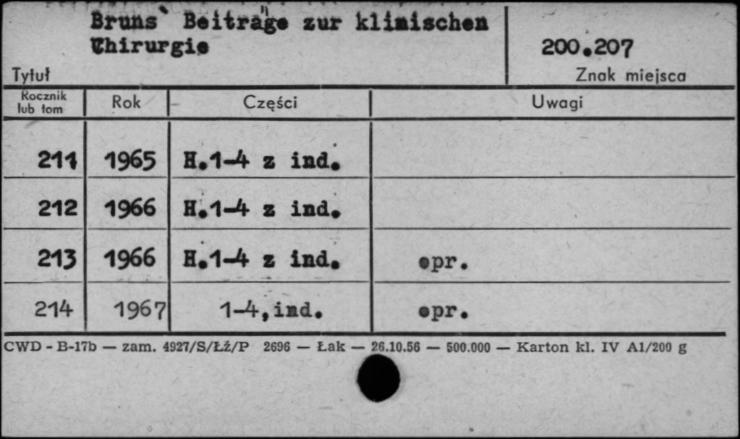 Bruns` Beiträge zur klinischen
Chirurgie
200.207
Tytuł
Znak miejsca
Rocznik lub tom Rok Części Uwagi
211 1965 H.1-4 z ind.
212 1966 H.1-4 z ind.
213 1966 H.1-4 z ind. opr.
214 1967 1-4,ind. opr.
CWD - B-17b — zam. 4927/S/Łź/P 2696 — Łak — 26.10.56 — 500.000 — Karton kl. IV A1/200 g